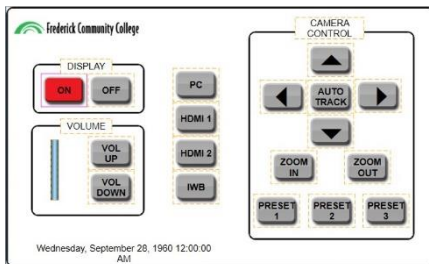 Frederick Community College
DISPLAY
ON OFF
VOLUME
VOL UP
VOL DOWN
PC
HDMI 1
HDMI 2
IWB
CAMERA
CONTROL
AUTO TRACK
ZOOM IN
ZOOM OUT
PRESET 1
PRESET 2
PRESET 3
Wednesday, September 28, 1960 12:00:00
AM